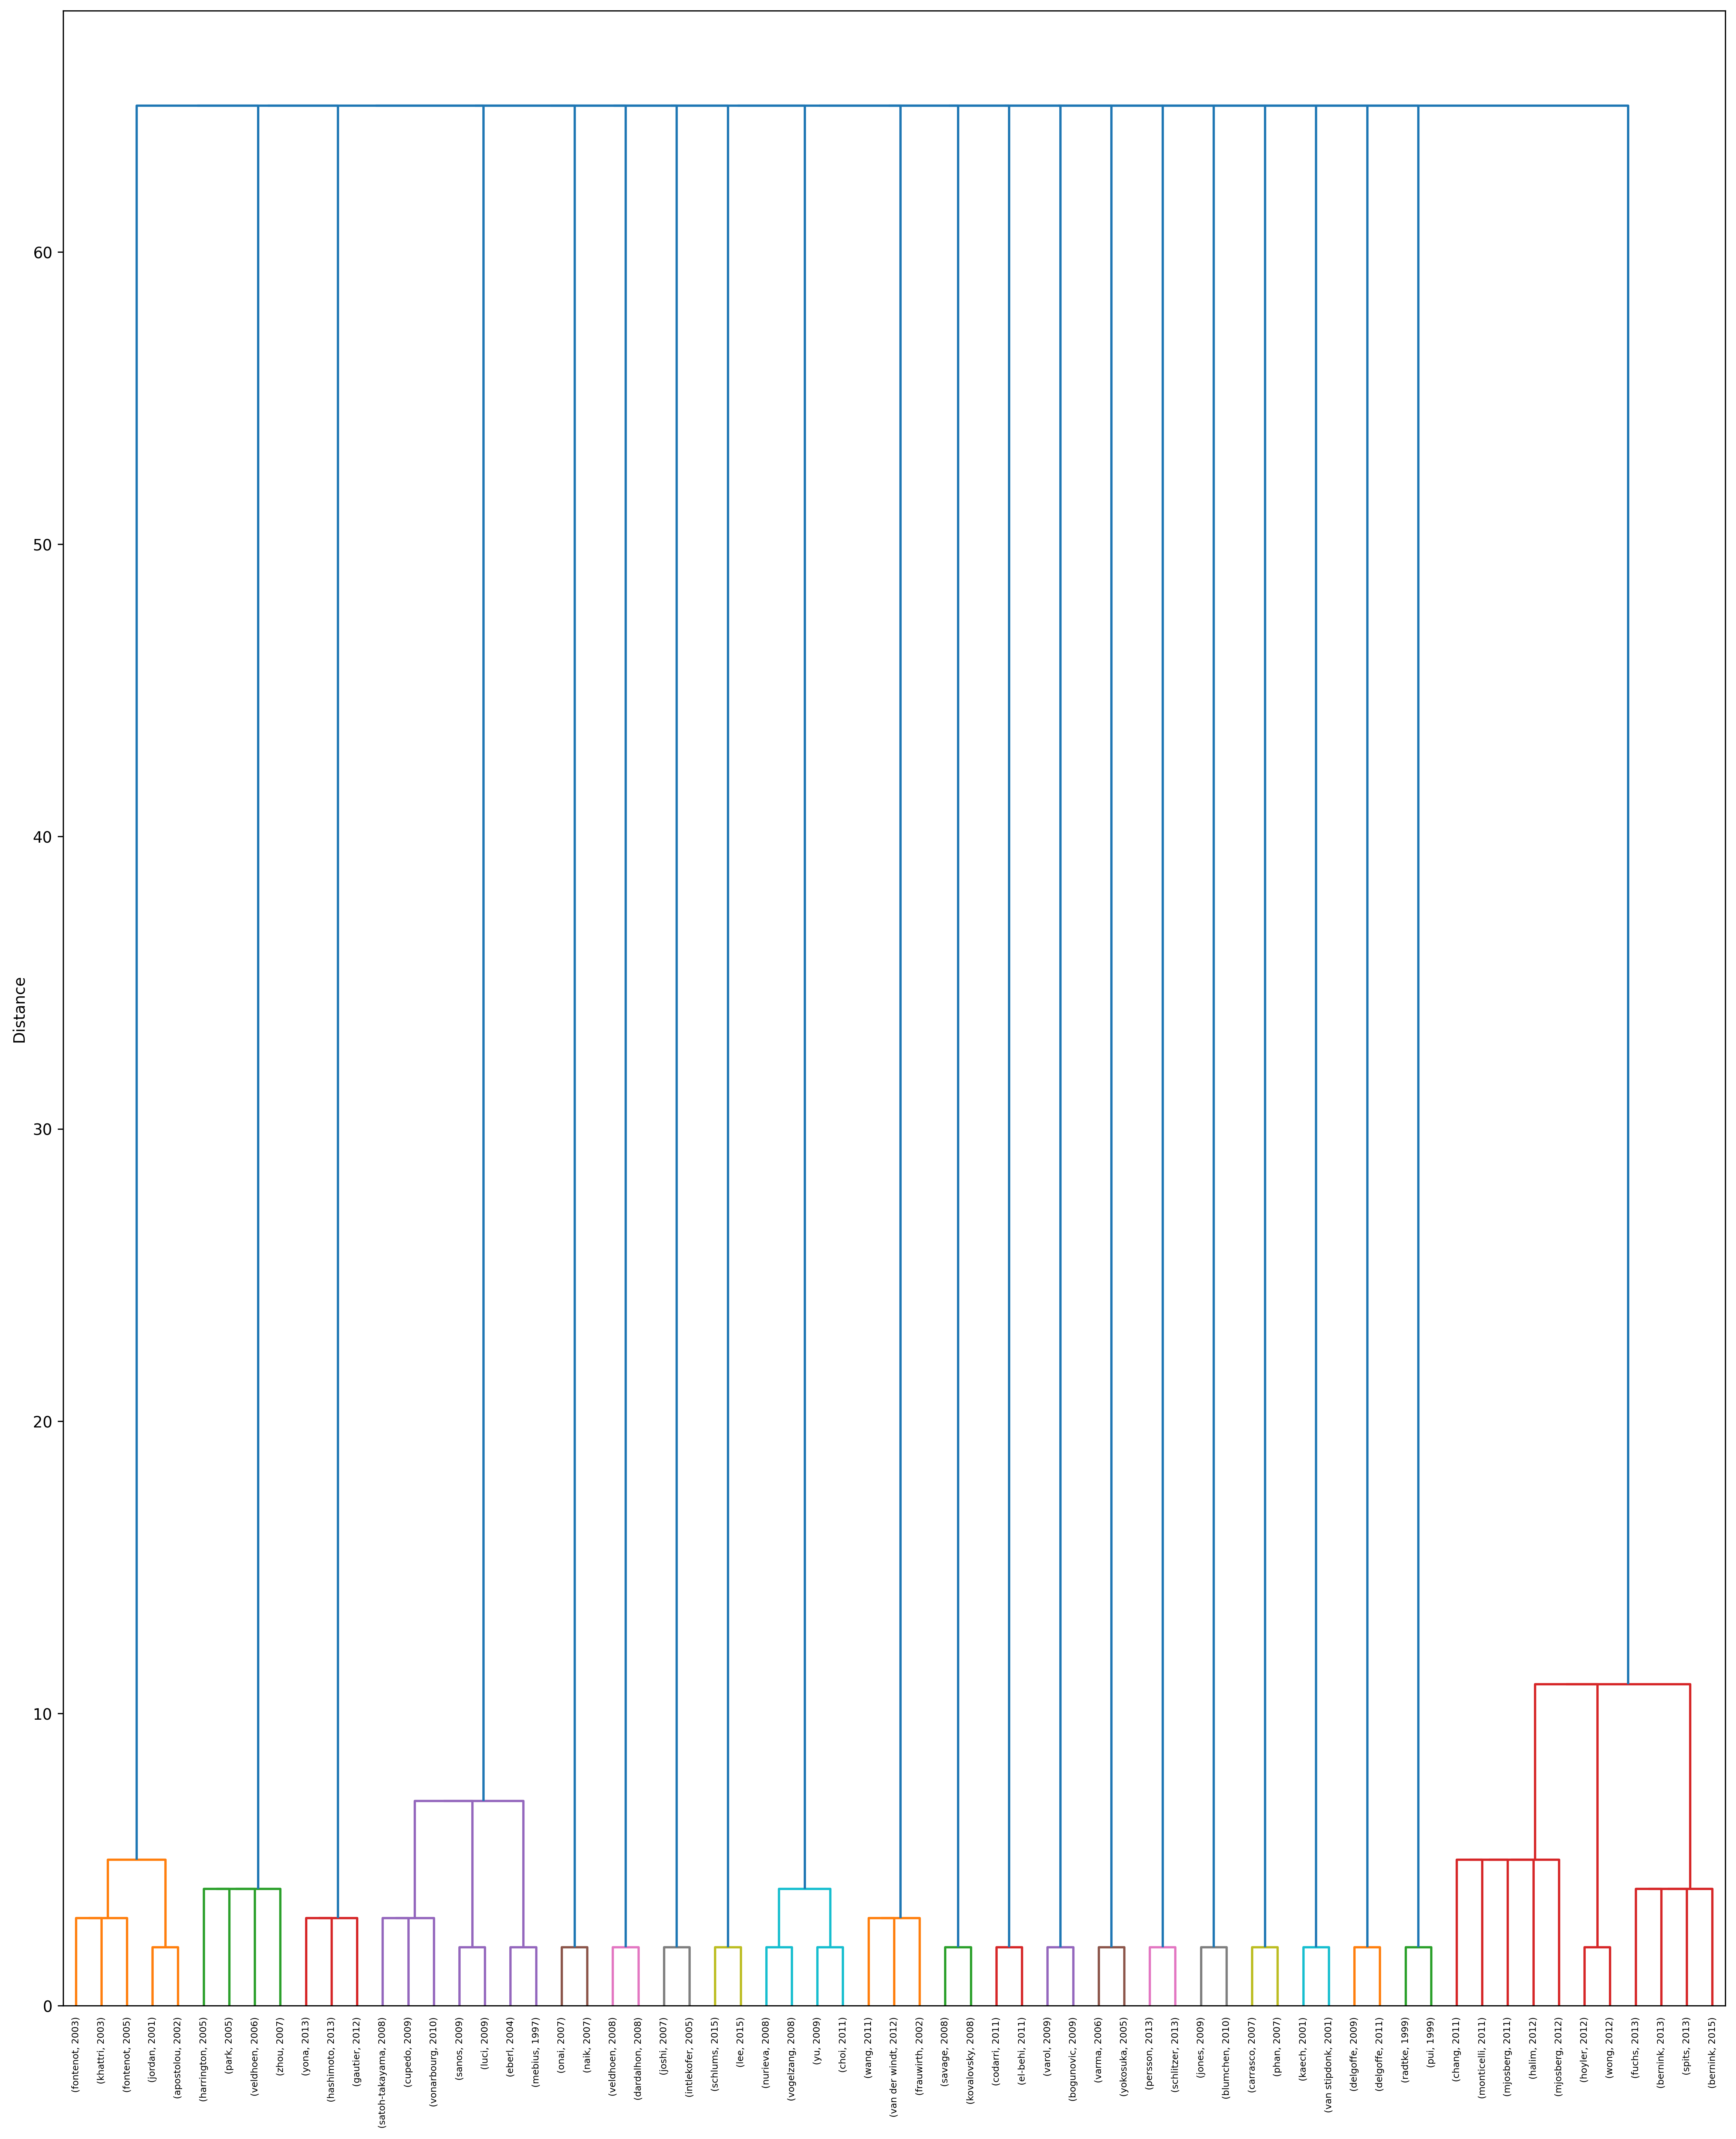 60
50
40
Distance
30
20
10
0
(fontenot, 2003)
(khattri, 2003)
(fontenot, 2005)
(jordan, 2001)
(apostolou, 2002)
(harrington, 2005)
(park, 2005)
(veldhoen, 2006)
(zhou, 2007)
(yona, 2013)
(hashimoto, 2013)
(gautier, 2012)
(satoh-takayama, 2008)
(cupedo, 2009)
(vonarbourg, 2010)
(sanos, 2009)
(luci, 2009)
(eberl, 2004)
(mebius, 1997)
(onai, 2007)
(naik, 2007)
(veldhoen, 2008)
(dardalhon, 2008)
(joshi, 2007)
(intlekofer, 2005)
(schlums, 2015)
(lee, 2015)
(nurieva, 2008)
(vogelzang, 2008)
(yu, 2009)
(choi, 2011)
(wang, 2011)
(van der windt, 2012)
(frauwirth, 2002)
(savage, 2008)
(kovalovsky, 2008)
(codarri, 2011)
(el-behi, 2011)
(varol, 2009)
(bogunovic, 2009)
(varma, 2006)
(yokosuka, 2005)
(persson, 2013)
(schlitzer, 2013)
(jones, 2009)
(blumchen, 2010)
(carrasco, 2007)
(phan, 2007)
(kaech, 2001)
(van stipdonk, 2001)
(delgoffe, 2009)
(delgoffe, 2011)
(radtke, 1999)
(pui, 1999)
(chang, 2011)
(monticelli, 2011)
(mjosberg, 2011)
(halim, 2012)
(mjosberg, 2012)
(hoyler, 2012)
(wong, 2012)
(fuchs, 2013)
(bernink, 2013)
(spits, 2013)
(bernink, 2015)